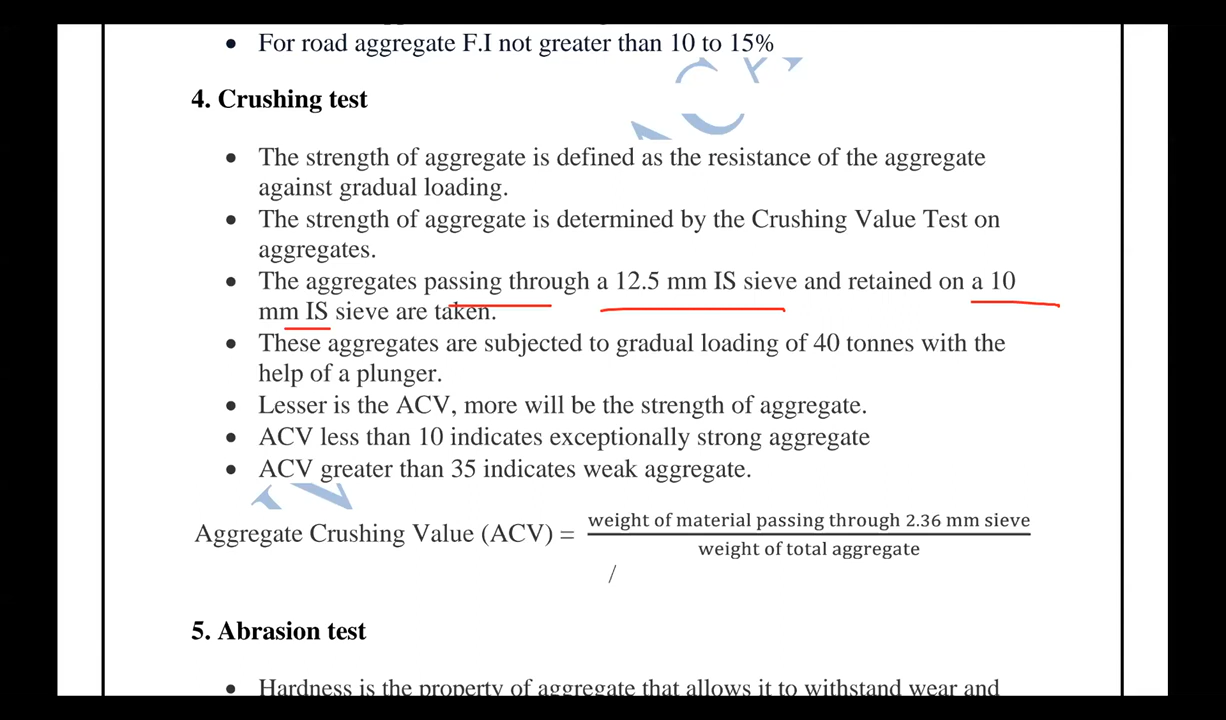 • For road aggregate F.I not greater than 10 to 15%
4. Crushing test
• The strength of aggregate is defined as the resistance of the aggregate
against gradual loading.
• The strength of aggregate is determined by the Crushing Value Test on
aggregates.
• The aggregates passing through a 12.5 mm IS sieve and retained on a 10
mm IS sieve are taken.
• These aggregates are subjected to gradual loading of 40 tonnes with the
help of a plunger.
• Lesser is the ACV, more will be the strength of aggregate.
• ACV less than 10 indicates exceptionally strong aggregate
• ACV greater than 35 indicates weak aggregate.
weight of material passing through 2.36 mm sieve
Aggregate Crushing Value (ACV) =
weight of total aggregate
/
5. Abrasion test
• Hardness is the property of aggregate that allows it to withstand wear and